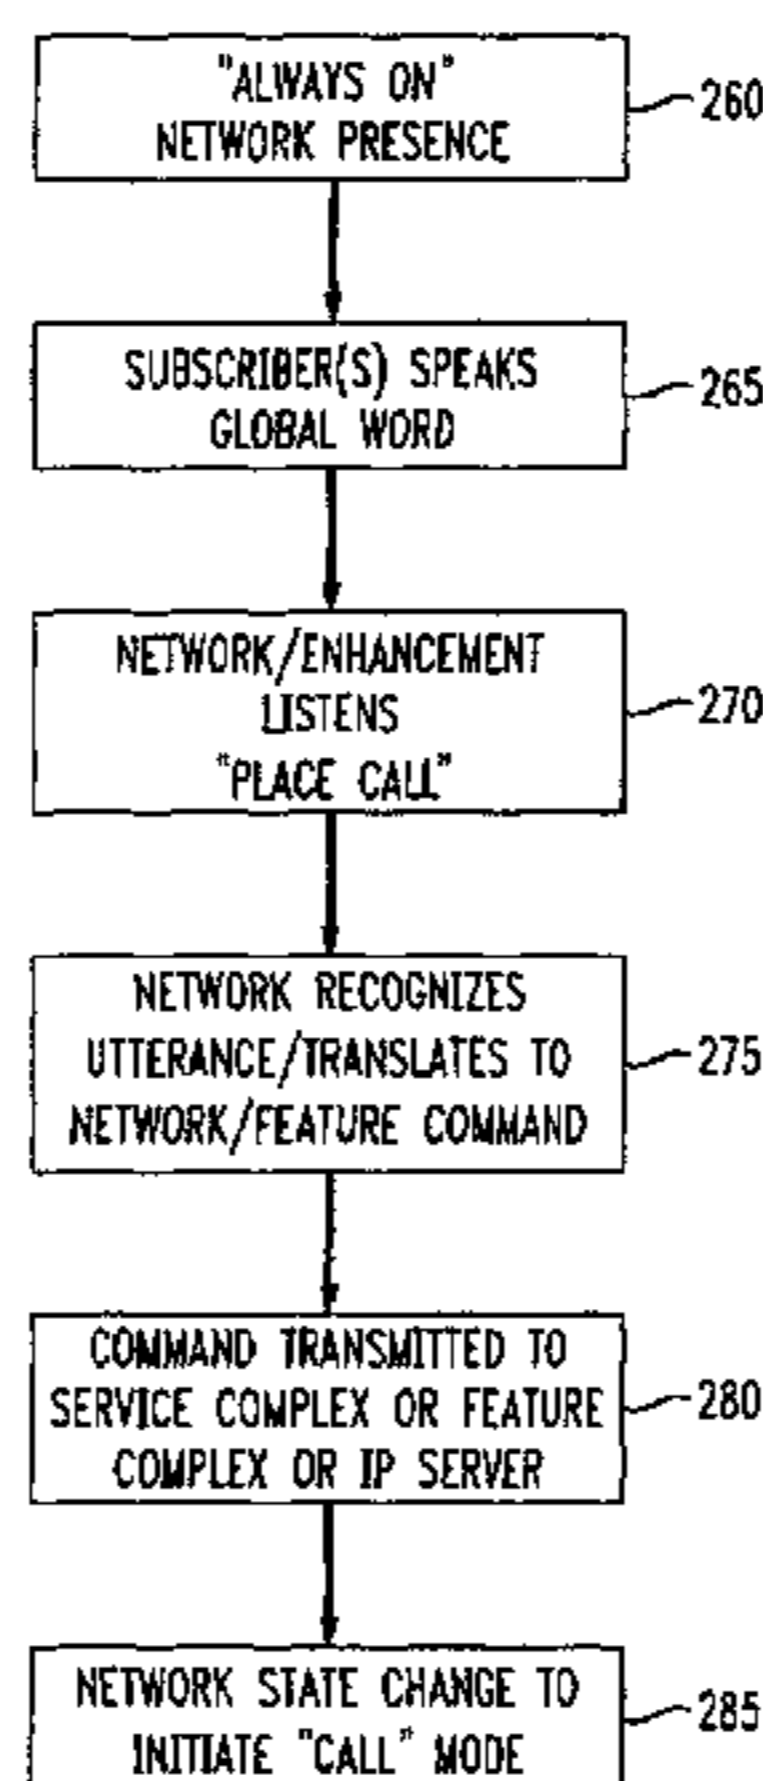 "ALWAYS ON"
NETWORK PRESENCE
260
SUBSCRIBER(S) SPEAKS
GLOBAL WORD
265
NETWORK/ENHANCEMENT
LISTENS
"PLACE CALL"
270
NETWORK RECOGNIZES
UTTERANCE/TRANSLATES TO
NETWORK/FEATURE COMMAND
275
COMMAND TRANSMITTED TO
SERVICE COMPLEX OR FEATURE
COMPLEX OR IP SERVER
280
NETWORK STATE CHANGE TO
INITIATE "CALL" MODE
285